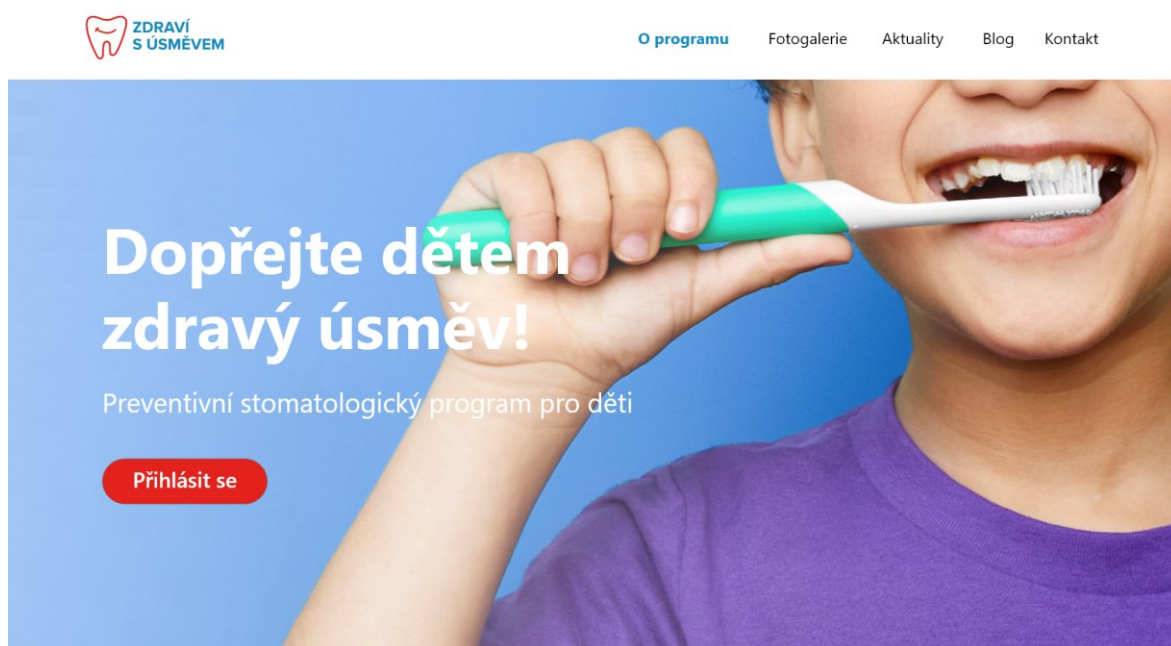 ZDRAVÍ
S ÚSMĚVEM
O programu Fotogalerie Aktuality Blog Kontakt
Dopřejte dětem
zdravý úsměv!
Preventivní stomatologický program pro děti
Přihlásit se